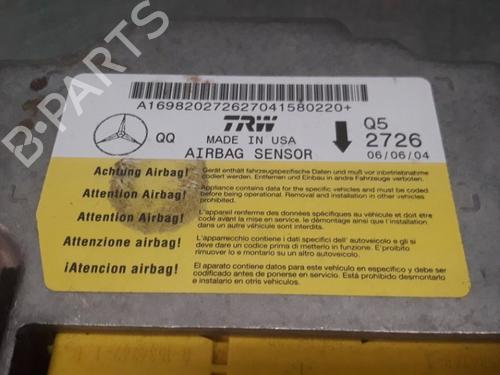 B-PARTS
A1698202726270415802​20+
QQ
TRW
MADE IN USA
AIRBAG SENSOR
Q5
2726
06/06/04
Achtung Airbag!
Gerät enthält fahrzeugspezifische Daten und muß vor Inbetriebnahme
codiert werden. Entfernen und Einbau in andere Fahrzeuge verboten.
Attention Airbag!
Appliance contains data for the specific vehicles and must be coded
before being operational. Removal and installation in other vehicles
prohibited.
Attention Airbag!
L'appareil renferme des données spécifiques au véhicule et doit être
codé avant la mise en service. le démontage ainsi que l'installation
dans un autre véhicule sont interdits.
Attenzione airbag!
L'apparecchio contiene i dati specifici dell' autoveicolo e gli si
deve dare un codice prima di metterlo in funzione. E'proibito
rimuovere lo e montarlo su un altro autoveicolo.
¡Atencion airbag!
El aparato contiene datos para este vehículo en específico y debe ser
codificado antes de ponerse en servicio. Está prohibido desmontarlo
e instalarlo en otris vehículos.